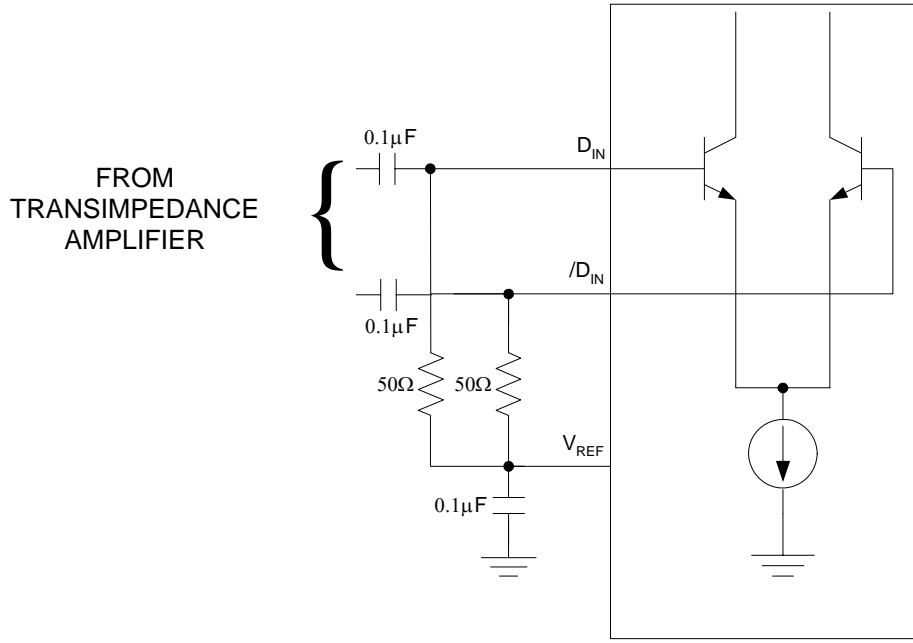 0.1μF
D_IN
FROM
TRANSIMPEDANCE
AMPLIFIER
/D_IN
0.1μF
50Ω
50Ω
V_REF
0.1μF